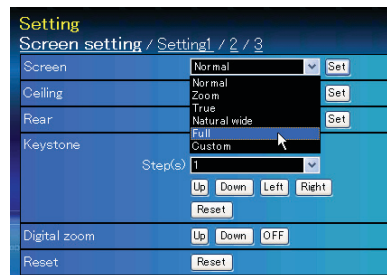 Setting
Screen setting / Setting1 / 2 / 3
Screen Normal Set
Normal
Ceiling Zoom Set
True
Rear Natural wide Set
Full
Keystone Custom
Step(s) 1
Up Down Left Right
Reset
Digital zoom Up Down OFF
Reset Reset